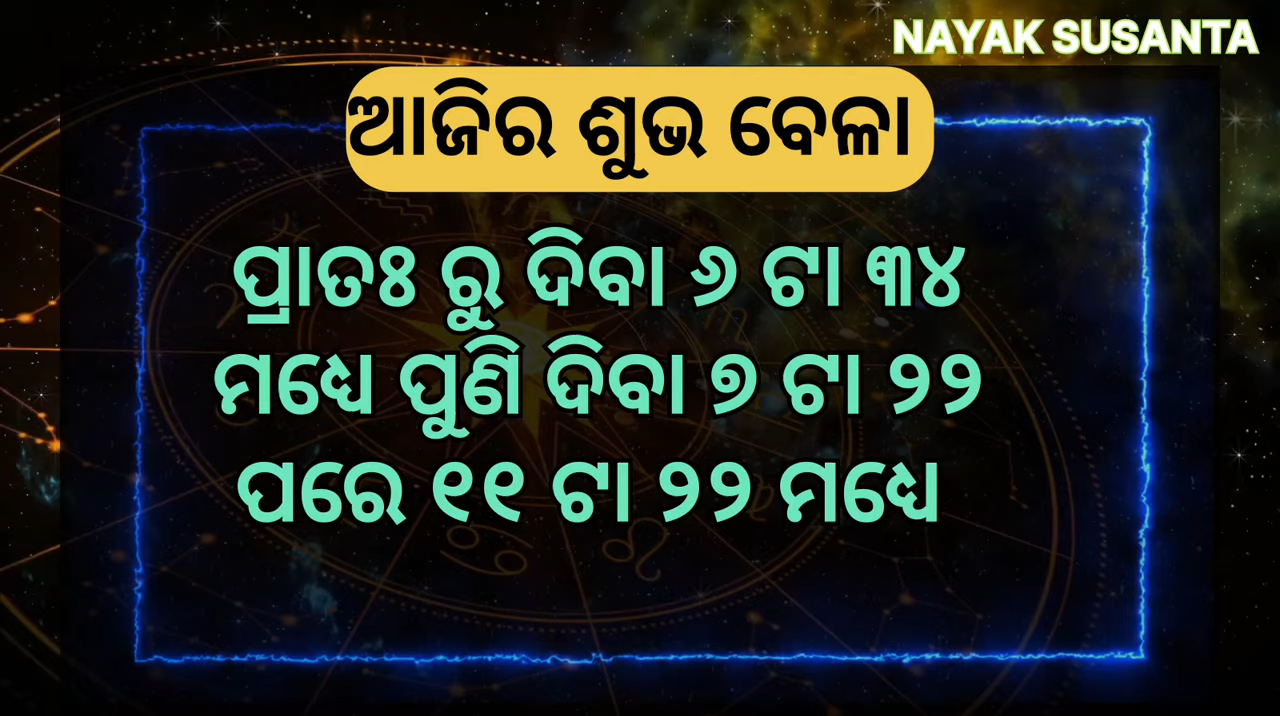 NAYAK SUSANTA
ଆଜିର ଶୁଭ ବେଳା
ପ୍ରାତଃ ରୁ ଦିବା ୬ ଟା ୩୪
ମଧ୍ୟେ ପୁଣି ଦିବା ୭ ଟା ୨୨
ପରେ ୧୧ ଟା ୨୨ ମଧ୍ୟେ